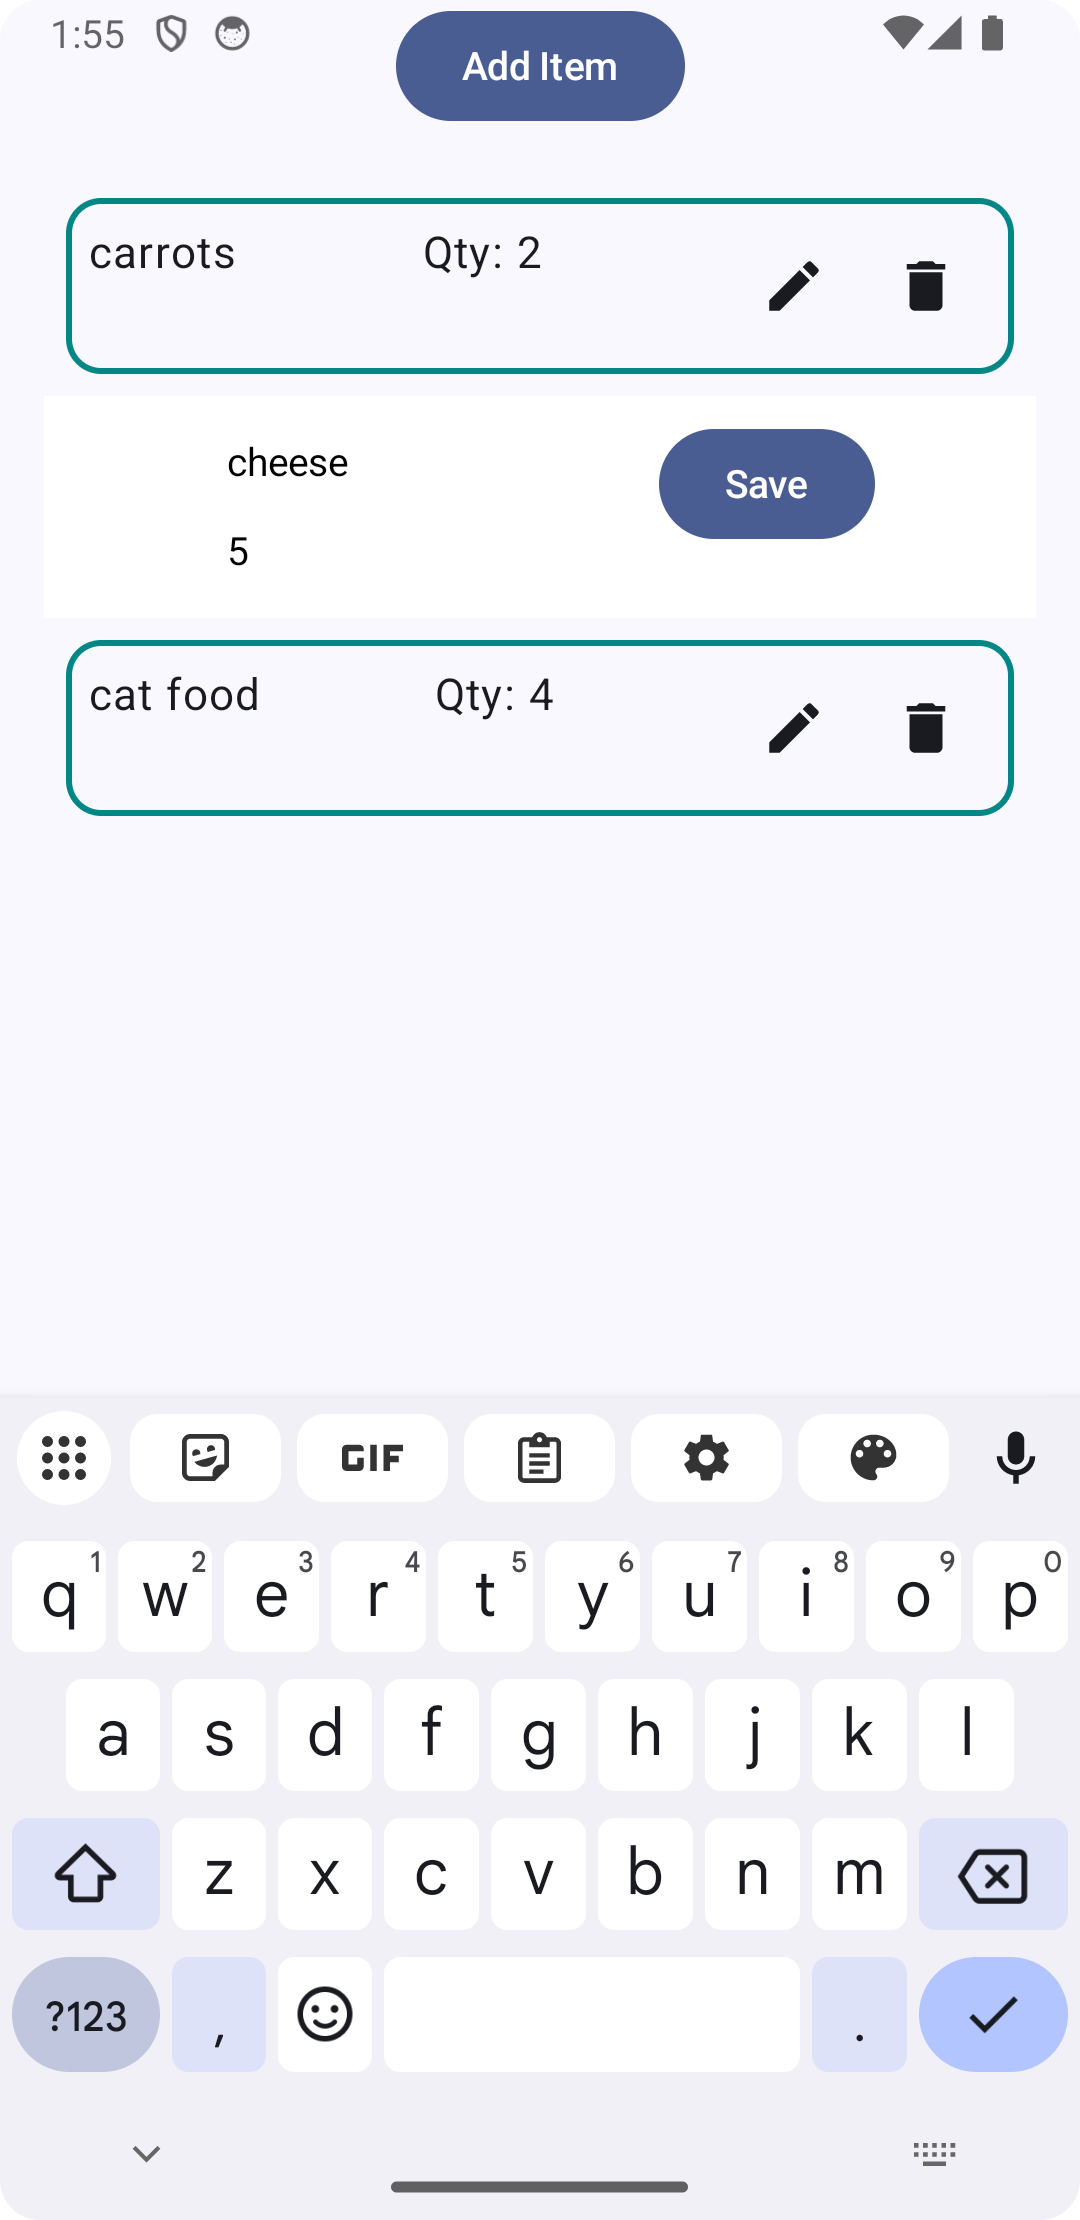 1:55
Add Item
carrots Qty: 2
cheese
Save
5
cat food Qty: 4
GIF
q 1 w 2 e 3 r 4 t 5 y 6 u 7 i 8 o 9 p 0
a s d f g h j k l
z x c v b n m
?123 , .